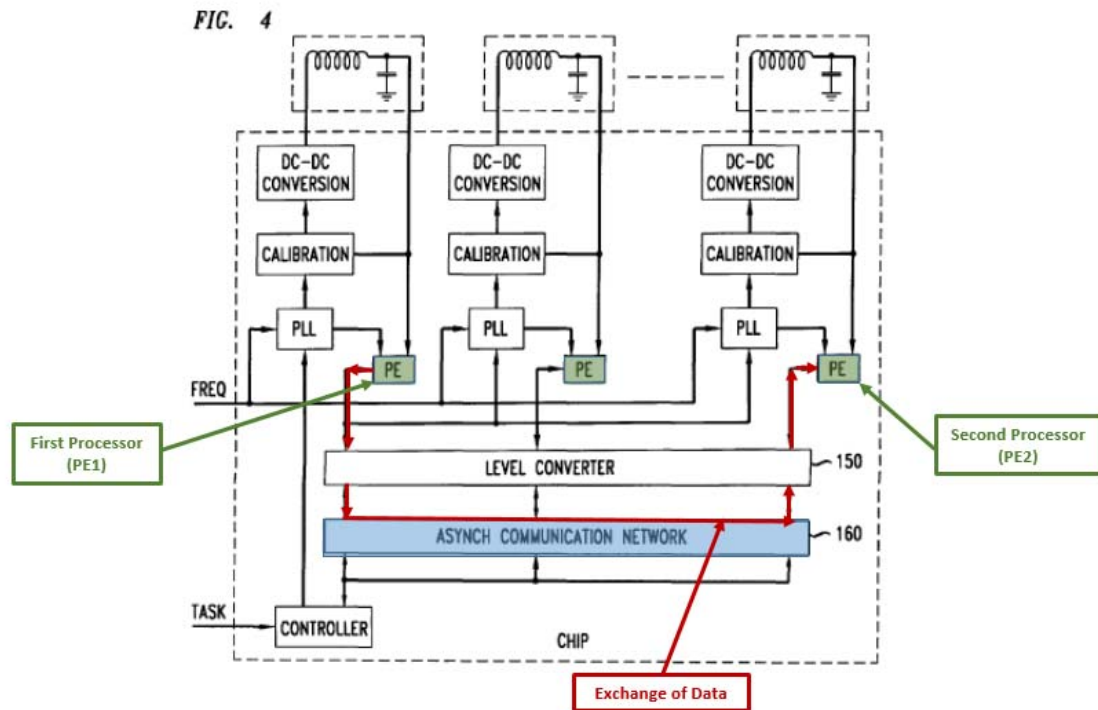 FIG. 4
DC-DC
CONVERSION
DC-DC
CONVERSION
DC-DC
CONVERSION
CALIBRATION
CALIBRATION
CALIBRATION
PLL
PLL
PLL
PE
PE
PE
FREQ
First Processor
(PE1)
Second Processor
(PE2)
LEVEL CONVERTER
150
ASYNCH COMMUNICATION NETWORK
160
TASK
CONTROLLER
CHIP
Exchange of Data